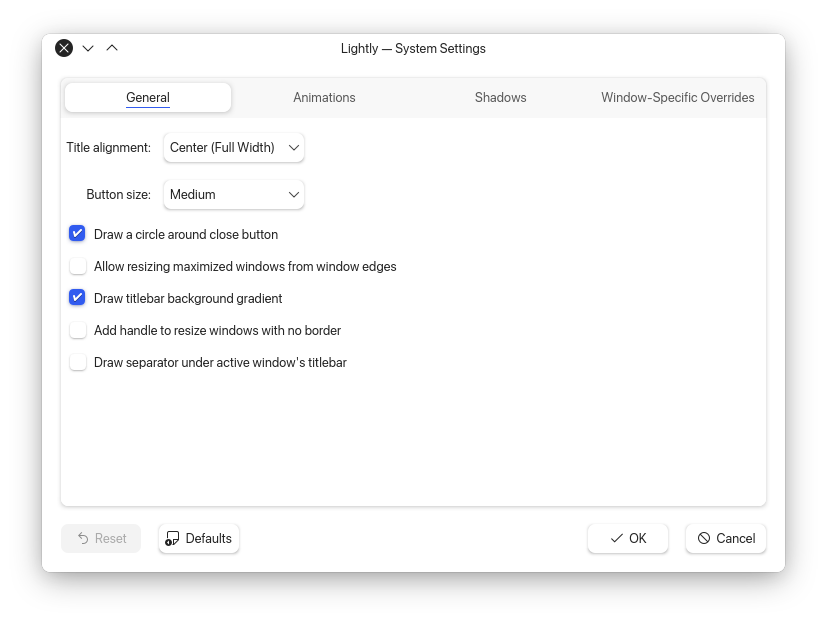 Lightly — System Settings
General Animations Shadows Window-Specific Overrides
Title alignment: Center (Full Width)
Button size: Medium
Draw a circle around close button
Allow resizing maximized windows from window edges
Draw titlebar background gradient
Add handle to resize windows with no border
Draw separator under active window's titlebar
Reset Defaults OK Cancel